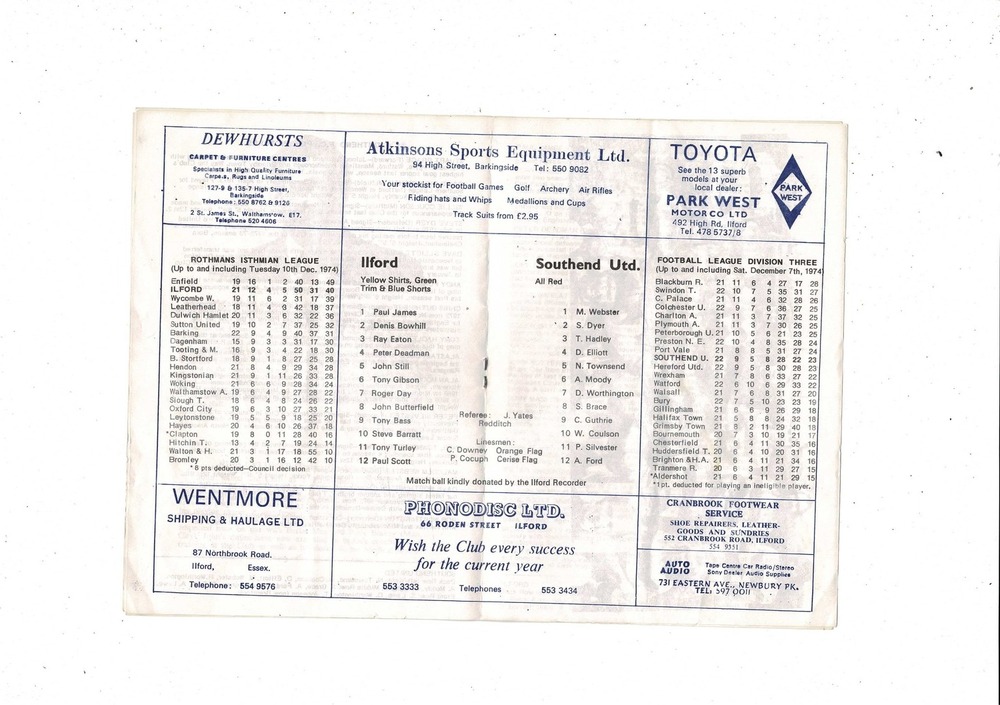 DEWHURSTS
CARPET & FURNITURE CENTRES
Specialists in High Quality Furniture
Carpets, Rugs and Linoleums
127-9 & 135-7 High Street,
Barkingside
Telephone: 550 8762 & 9126
2 St. James St., Walthamstow, E17.
Telephone 520 4606
Atkinsons Sports Equipment Ltd.
94 High Street, Barkingside Tel: 550 9082
Your stockist for Football Games Golf Archery Air Rifles
Riding hats and Whips Medallions and Cups
Track Suits from £2.95
TOYOTA
See the 13 superb
models at your
local dealer:
PARK WEST
MOTOR CO LTD
492 High Rd, Ilford
Tel. 478 5737/8
PARK
WEST
ROTHMANS ISTHMIAN LEAGUE
(Up to and including Tuesday 10th Dec. 1974)
Enfield 19 16 1 2 40 13 49
ILFORD 21 12 4 5 50 31 40
Wycombe W. 19 11 6 2 31 17 39
Leatherhead 18 11 4 3 42 18 37
Dulwich Hamlet 20 11 3 6 32 22 36
Sutton United 19 10 2 7 37 25 32
Barking 22 9 4 9 40 37 31
Dagenham 15 9 3 3 31 17 30
Tooting & M. 16 9 3 4 22 18 30
B. Stortford 18 9 1 8 27 25 28
Hendon 21 8 4 9 29 34 28
Kingstonian 21 9 1 11 26 33 28
Woking 21 6 6 9 28 34 24
Walthamstow A. 19 6 4 9 27 28 22
Slough T. 18 6 4 8 24 26 22
Oxford City 19 6 3 10 27 33 21
Leytonstone 19 5 5 9 18 25 20
Hayes 20 4 6 10 26 37 18
*Clapton 19 8 0 11 28 40 16
Hitchin T. 13 4 2 7 19 24 14
Walton & H. 21 3 1 17 18 55 10
Bromley 20 3 1 16 12 42 10
* 8 pts deducted—Council decision
Ilford
Yellow Shirts, Green
Trim & Blue Shorts
1 Paul James
2 Denis Bowhill
3 Ray Eaton
4 Peter Deadman
5 John Still
6 Tony Gibson
7 Roger Day
8 John Butterfield
9 Tony Bass
10 Steve Barratt
11 Tony Turley
12 Paul Scott
Referee: J. Yates
Redditch
Linesmen:
C. Downey Orange Flag
P. Cocuph Cerise Flag
Southend Utd.
All Red
1 M. Webster
2 S. Dyer
3 T. Hadley
4 D. Elliott
5 N. Townsend
6 A. Moody
7 D. Worthington
8 S. Brace
9 C. Guthrie
10 W. Coulson
11 P. Silvester
12 A. Ford
Match ball kindly donated by the Ilford Recorder
FOOTBALL LEAGUE DIVISION THREE
(Up to and including Sat. December 7th, 1974
Blackburn R. 21 11 6 4 27 17 28
Swindon T. 22 10 7 5 35 31 27
C. Palace 21 11 4 6 32 28 26
Colchester U. 22 9 7 6 36 27 25
Charlton A. 21 11 3 7 37 32 25
Plymouth A. 21 11 3 7 30 26 25
Peterborough U. 21 10 5 6 21 23 25
Preston N. E. 22 10 4 8 35 28 24
Port Vale 21 8 8 5 31 27 24
SOUTHEND U. 22 9 5 8 28 22 23
Hereford Utd. 22 9 5 8 30 28 23
Wrexham 21 7 8 6 33 27 22
Watford 22 6 10 6 29 33 22
Walsall 21 7 6 8 31 27 20
Bury 22 7 5 10 23 23 19
Gillingham 21 6 6 9 26 29 18
Halifax Town 21 5 8 8 24 32 18
Grimsby Town 21 8 2 11 29 40 18
Bournemouth 20 7 3 10 19 21 17
Chesterfield 21 6 4 11 30 35 16
Huddersfield T. 20 6 4 10 20 31 16
Brighton &H.A. 21 6 4 11 21 34 16
Tranmere R. 20 6 3 11 29 27 15
*Aldershot 21 6 4 11 21 29 15
*1pt. deducted for playing an ineligible player.
WENTMORE
SHIPPING & HAULAGE LTD
87 Northbrook Road.
Ilford, Essex.
Telephone: 554 9576
PHONODISC LTD.
66 RODEN STREET ILFORD
Wish the Club every success
for the current year
553 3333 Telephones 553 3434
CRANBROOK FOOTWEAR
SERVICE
SHOE REPAIRERS, LEATHER-
GOODS AND SUNDRIES
552 CRANBROOK ROAD, ILFORD
554 9351
AUTO
AUDIO
Tape Centre Car Radio/Stereo
Sony Dealer Audio Supplies
731 EASTERN AVE., NEWBURY PK.
TEL: 597 0011